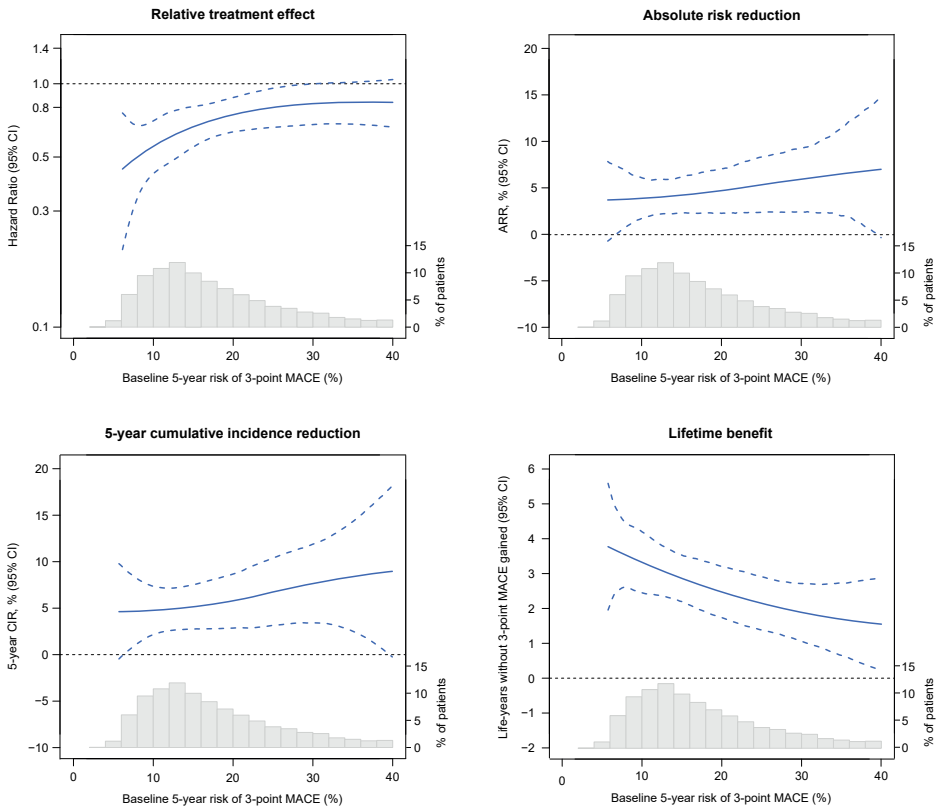 Relative treatment effect
1.4
1.0
0.8
0.5
0.3
0.1
Hazard Ratio (95% CI)
15
10
5
0
% of patients
0 10 20 30 40
Baseline 5-year risk of 3-point MACE (%)
Absolute risk reduction
20
15
10
5
0
−5
−10
ARR, % (95% CI)
15
10
5
0
% of patients
0 10 20 30 40
Baseline 5-year risk of 3-point MACE (%)
5-year cumulative incidence reduction
20
15
10
5
0
−5
−10
5-year CIR, % (95% CI)
15
10
5
0
% of patients
0 10 20 30 40
Baseline 5-year risk of 3-point MACE (%)
Lifetime benefit
6
5
4
3
2
1
0
−1
−2
Life-years without 3-point MACE gained (95% CI)
15
10
5
0
% of patients
0 10 20 30 40
Baseline 5-year risk of 3-point MACE (%)